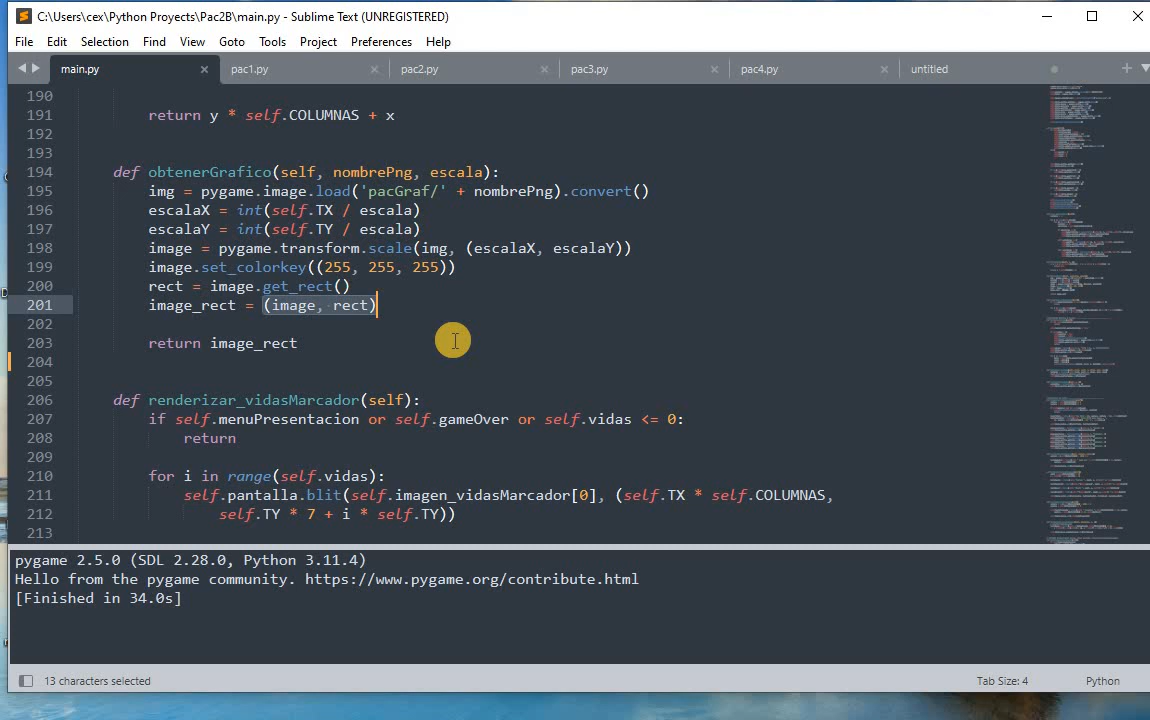 C:\Users\cex\Python Proyects\Pac2B\main.py - Sublime Text (UNREGISTERED)
File Edit Selection Find View Goto Tools Project Preferences Help
main.py pac1.py pac2.py pac3.py pac4.py untitled
190
191 return y * self.COLUMNAS + x
192
193
194 def obtenerGrafico(self, nombrePng, escala):
195 img = pygame.image.load('pacGraf/' + nombrePng).convert()
196 escalaX = int(self.TX / escala)
197 escalaY = int(self.TY / escala)
198 image = pygame.transform.scale(img, (escalaX, escalaY))
199 image.set_colorkey((255, 255, 255))
200 rect = image.get_rect()
201 image_rect = (image, rect)
202
203 return image_rect
204
205
206 def renderizar_vidasMarcador(self):
207 if self.menuPresentacion or self.gameOver or self.vidas <= 0:
208 return
209
210 for i in range(self.vidas):
211 self.pantalla.blit(self.imagen_vidasMarcador[0], (self.TX * self.COLUMNAS,
212 self.TY * 7 + i * self.TY))
213
pygame 2.5.0 (SDL 2.28.0, Python 3.11.4)
Hello from the pygame community. https://www.pygame.org/contribute.html
[Finished in 34.0s]
13 characters selected Tab Size: 4 Python